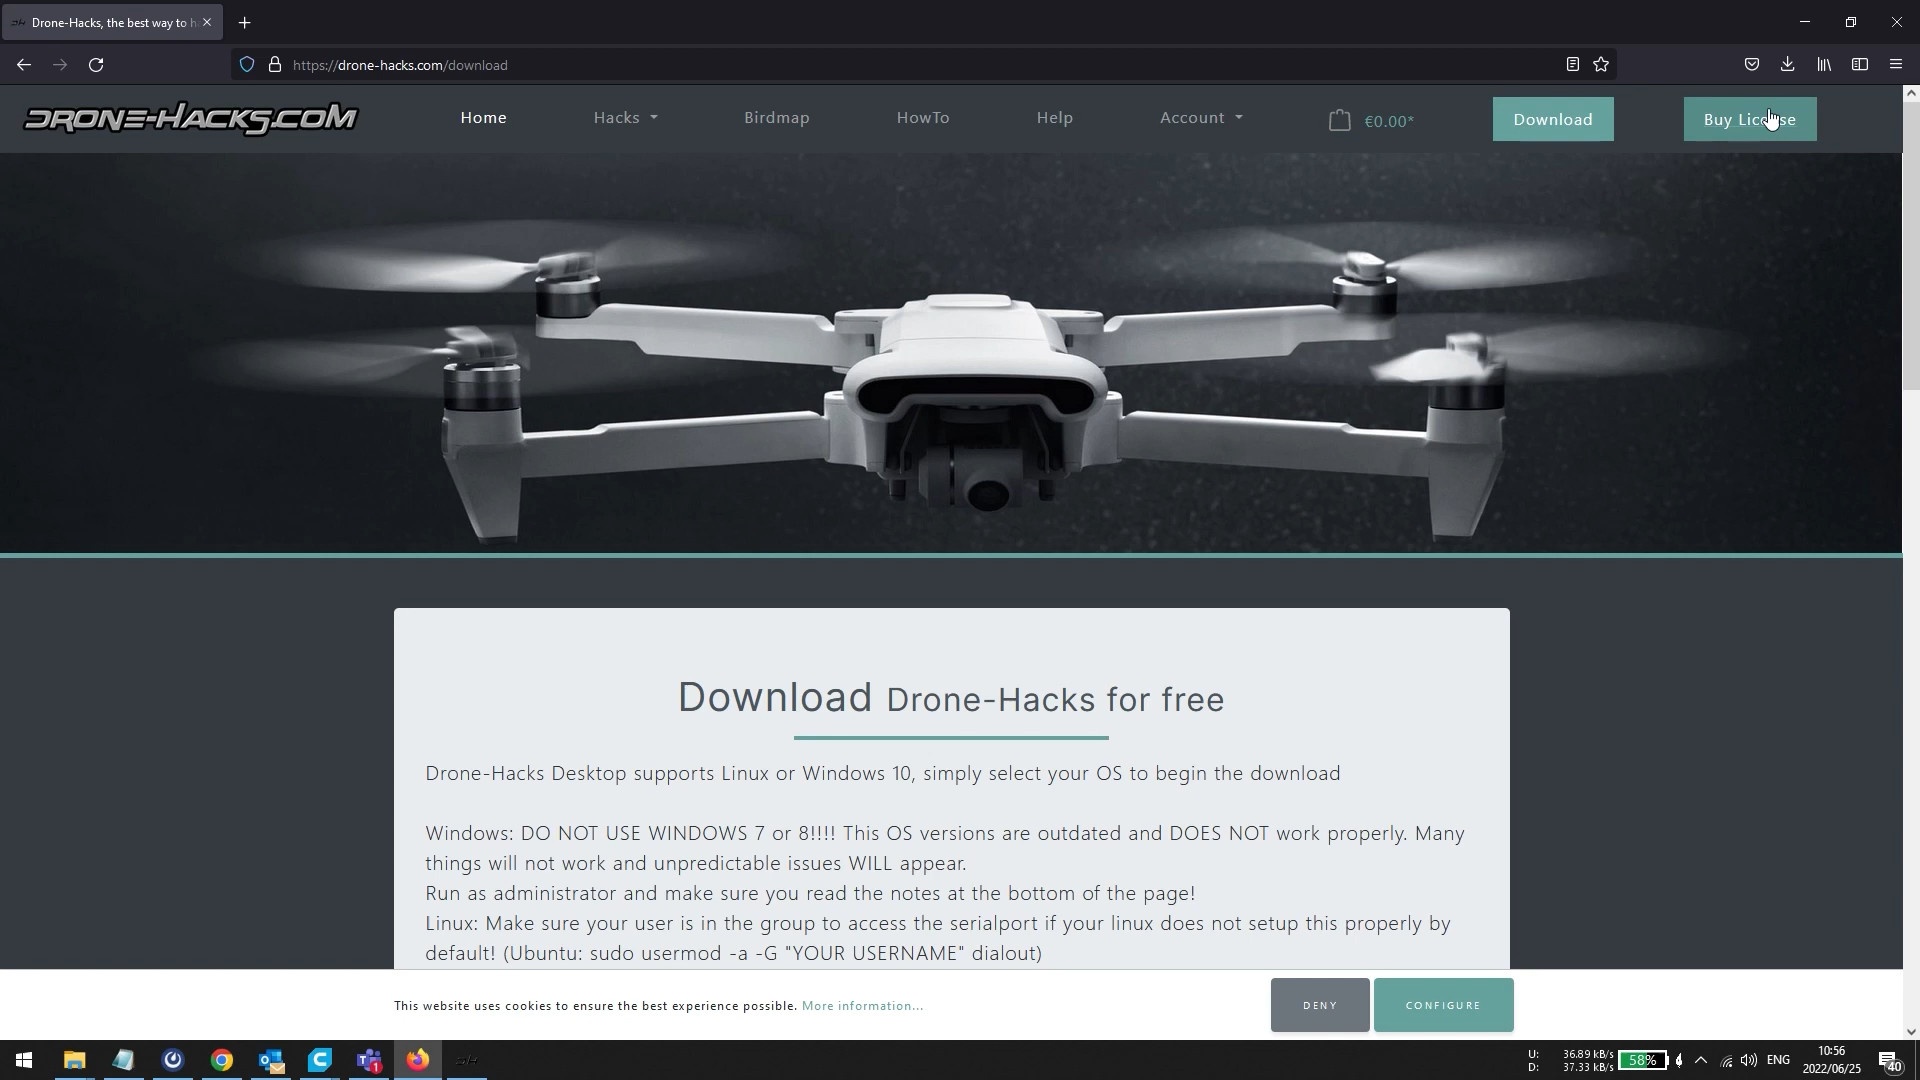 Drone-Hacks, the best way to h
https://drone-hacks.com/download
DRONE-HACKS.COM
Home
Hacks
Birdmap
HowTo
Help
Account
€0.00*
Download
Buy License
Download Drone-Hacks for free
Drone-Hacks Desktop supports Linux or Windows 10, simply select your OS to begin the download
Windows: DO NOT USE WINDOWS 7 or 8!!!! This OS versions are outdated and DOES NOT work properly. Many
things will not work and unpredictable issues WILL appear.
Run as administrator and make sure you read the notes at the bottom of the page!
Linux: Make sure your user is in the group to access the serialport if your linux does not setup this properly by
default! (Ubuntu: sudo usermod -a -G "YOUR USERNAME" dialout)
This website uses cookies to ensure the best experience possible. More information...
DENY
CONFIGURE
U: 36.89 kB/s
D: 37.33 kB/s
58%
ENG
10:56
2022/06/25
40
1